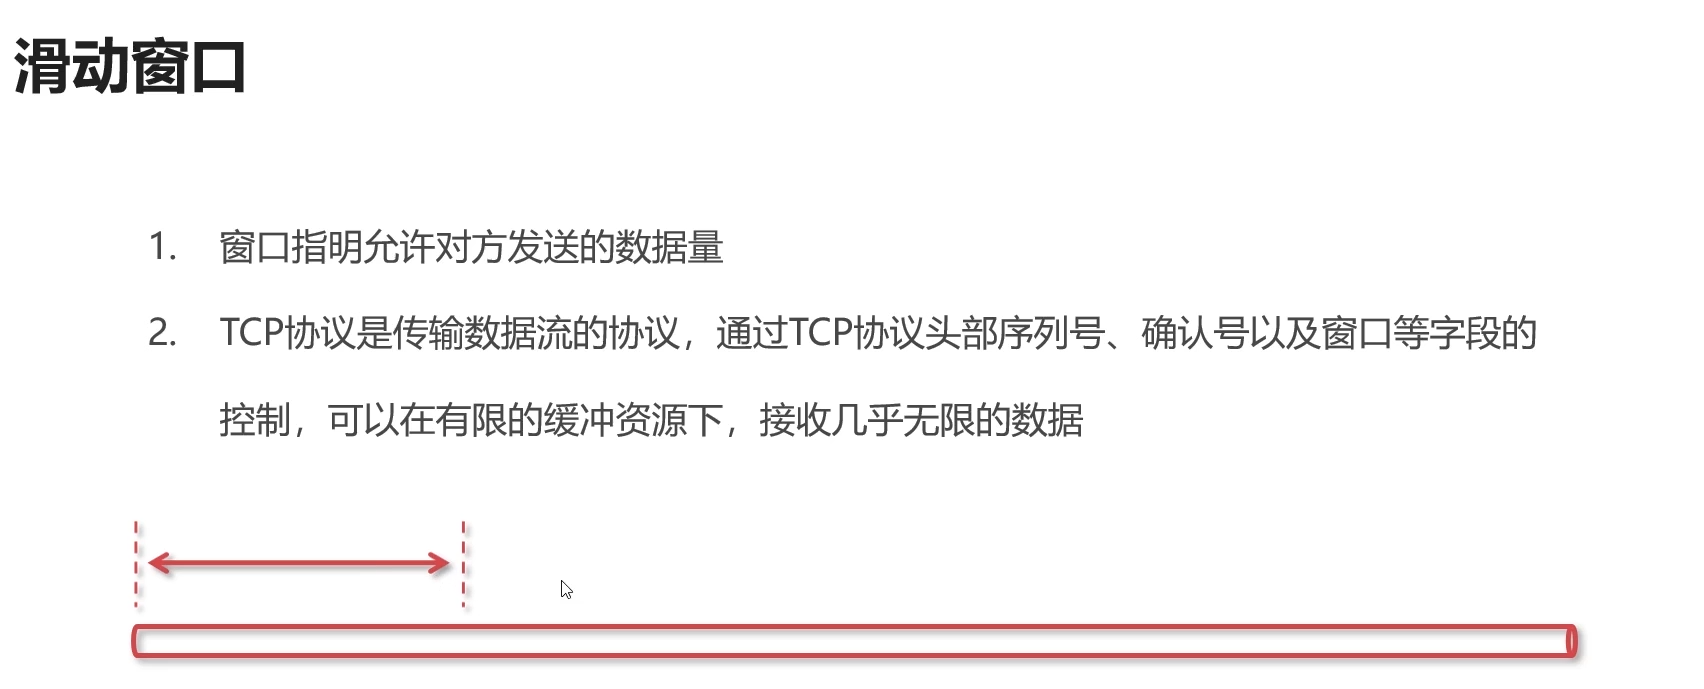 滑动窗口
1. 窗口指明允许对方发送的数据量
2. TCP协议是传输数据流的协议，通过TCP协议头部序列号、确认号以及窗口等字段的
控制，可以在有限的缓冲资源下，接收几乎无限的数据